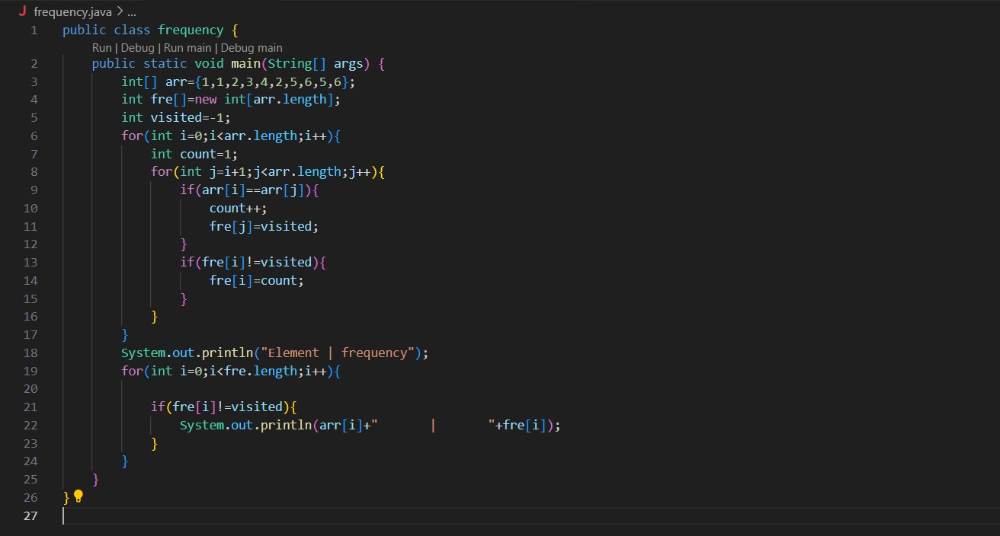 J frequency.java > ...
1 public class frequency {
Run | Debug | Run main | Debug main
2     public static void main(String[] args) {
3         int[] arr={1,1,2,3,4,2,5,6,5,6};
4         int fre[]=new int[arr.length];
5         int visited=-1;
6         for(int i=0;i<arr.length;i++){
7             int count=1;
8             for(int j=i+1;j<arr.length;j++){
9                 if(arr[i]==arr[j]){
10                     count++;
11                     fre[j]=visited;
12                 }
13                 if(fre[i]!=visited){
14                     fre[i]=count;
15                 }
16             }
17         }
18         System.out.println("Element | frequency");
19         for(int i=0;i<fre.length;i++){
20
21             if(fre[i]!=visited){
22                 System.out.println(arr[i]+"       |       "+fre[i]);
23             }
24         }
25     }
26 }
27